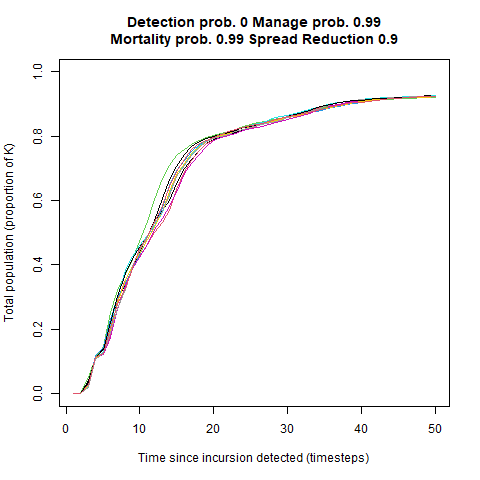 Detection prob. 0 Manage prob. 0.99
Mortality prob. 0.99 Spread Reduction 0.9
Total population (proportion of K)
1.0
0.8
0.6
0.4
0.2
0.0
0 10 20 30 40 50
Time since incursion detected (timesteps)